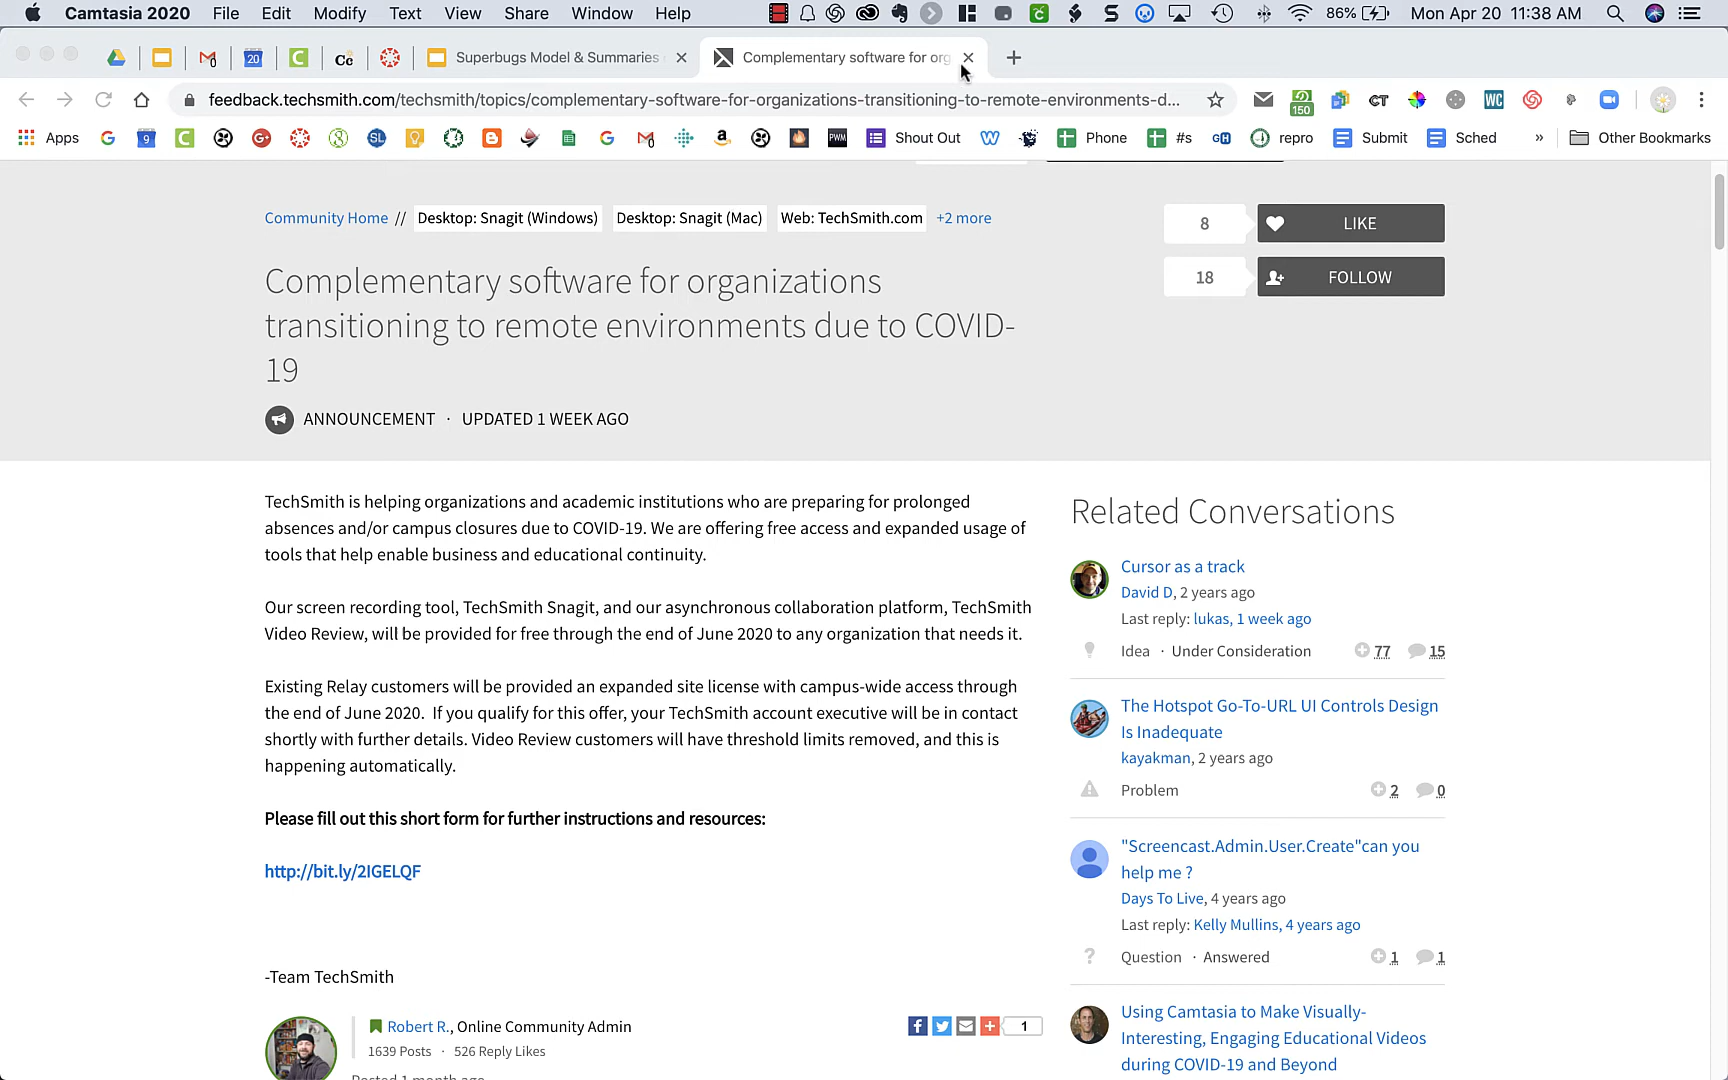 Camtasia 2020 File Edit Modify Text View Share Window Help 86% Mon Apr 20 11:38 AM
20 Cc Superbugs Model & Summaries Complementary software for org
feedback.techsmith.com/techsmith/topics/complementary-software-for-organizations-transitioning-to-remote-environments-d... 150 CT WC
Apps 9 SL PWM Shout Out Phone #s GH repro Submit Sched » Other Bookmarks
Community Home // Desktop: Snagit (Windows) Desktop: Snagit (Mac) Web: TechSmith.com +2 more
8 LIKE
18 FOLLOW
Complementary software for organizations
transitioning to remote environments due to COVID-
19
ANNOUNCEMENT · UPDATED 1 WEEK AGO
TechSmith is helping organizations and academic institutions who are preparing for prolonged
absences and/or campus closures due to COVID-19. We are offering free access and expanded usage of
tools that help enable business and educational continuity.
Our screen recording tool, TechSmith Snagit, and our asynchronous collaboration platform, TechSmith
Video Review, will be provided for free through the end of June 2020 to any organization that needs it.
Existing Relay customers will be provided an expanded site license with campus-wide access through
the end of June 2020. If you qualify for this offer, your TechSmith account executive will be in contact
shortly with further details. Video Review customers will have threshold limits removed, and this is
happening automatically.
Please fill out this short form for further instructions and resources:
http://bit.ly/2IGELQF
-Team TechSmith
Robert R., Online Community Admin
1639 Posts · 526 Reply Likes
Posted 1 month ago
1
Related Conversations
Cursor as a track
David D, 2 years ago
Last reply: lukas, 1 week ago
Idea · Under Consideration 77 15
The Hotspot Go-To-URL UI Controls Design
Is Inadequate
kayakman, 2 years ago
Problem 2 0
"Screencast.Admin.User.Create"can you
help me ?
Days To Live, 4 years ago
Last reply: Kelly Mullins, 4 years ago
? Question · Answered 1 1
Using Camtasia to Make Visually-
Interesting, Engaging Educational Videos
during COVID-19 and Beyond